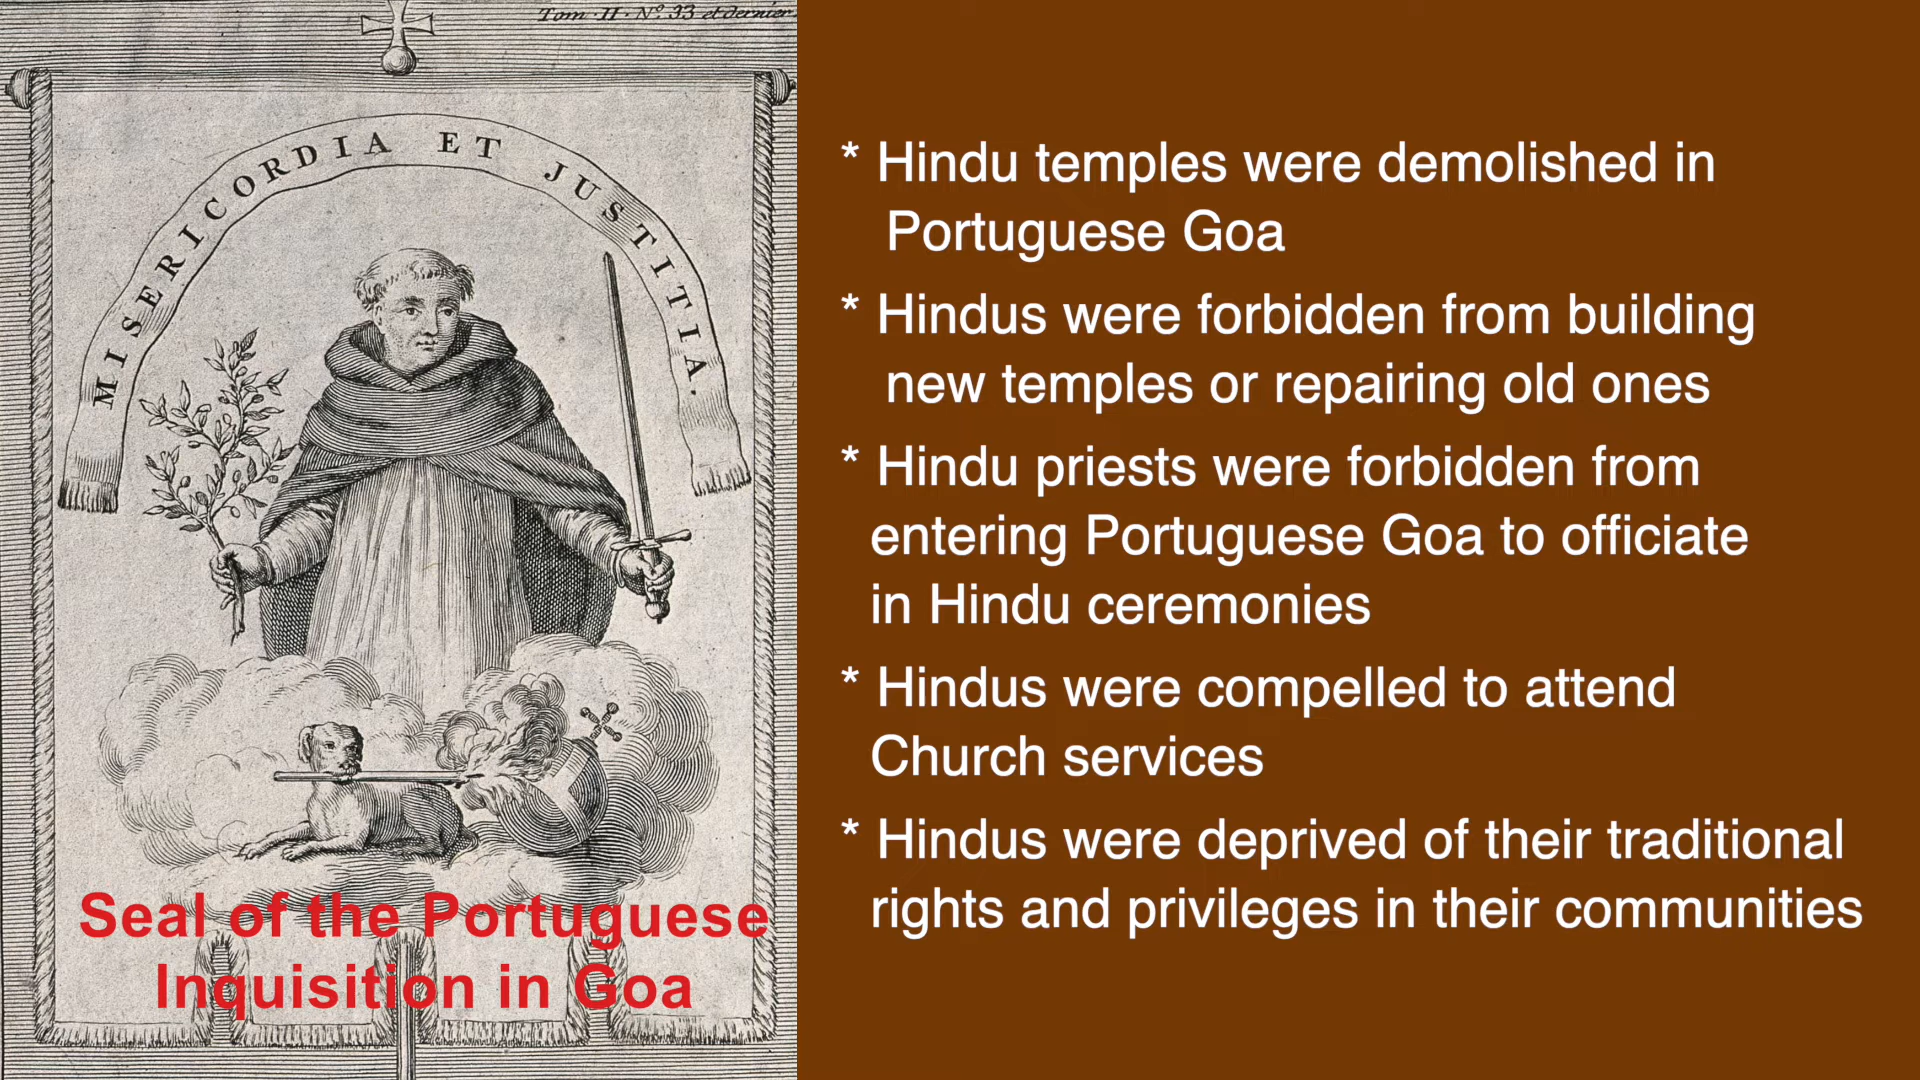 Tom · II · Nº. 33 et dernier.
MISERICORDIA ET JUSTITIA.
Seal of the Portuguese
Inquisition in Goa
* Hindu temples were demolished in
Portuguese Goa
* Hindus were forbidden from building
new temples or repairing old ones
* Hindu priests were forbidden from
entering Portuguese Goa to officiate
in Hindu ceremonies
* Hindus were compelled to attend
Church services
* Hindus were deprived of their traditional
rights and privileges in their communities